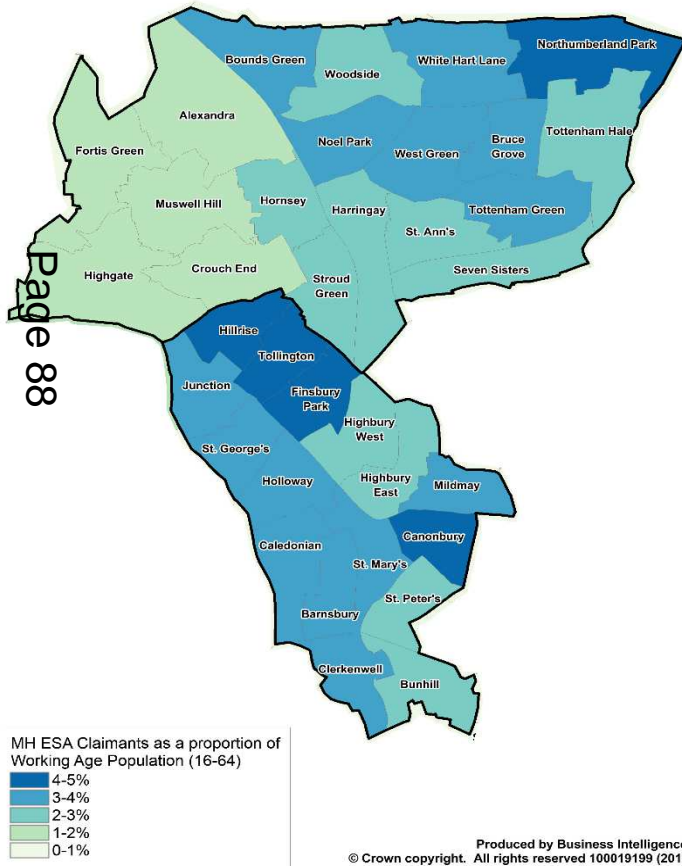 Northumberland Park
Bounds Green
White Hart Lane
Woodside
Alexandra
Tottenham Hale
Noel Park
West Green
Bruce
Grove
Fortis Green
Muswell Hill
Hornsey
Harringay
Tottenham Green
St. Ann's
Highgate
Crouch End
Stroud
Green
Seven Sisters
Page 88
Hillrise
Tollington
Junction
Finsbury
Park
Highbury
West
St. George's
Holloway
Highbury
East
Mildmay
Canonbury
Caledonian
St. Mary's
St. Peter's
Barnsbury
Clerkenwell
Bunhill
MH ESA Claimants as a proportion of
Working Age Population (16-64)
4-5%
3-4%
2-3%
1-2%
0-1%
Produced by Business Intelligence
© Crown copyright. All rights reserved 100019199 (201